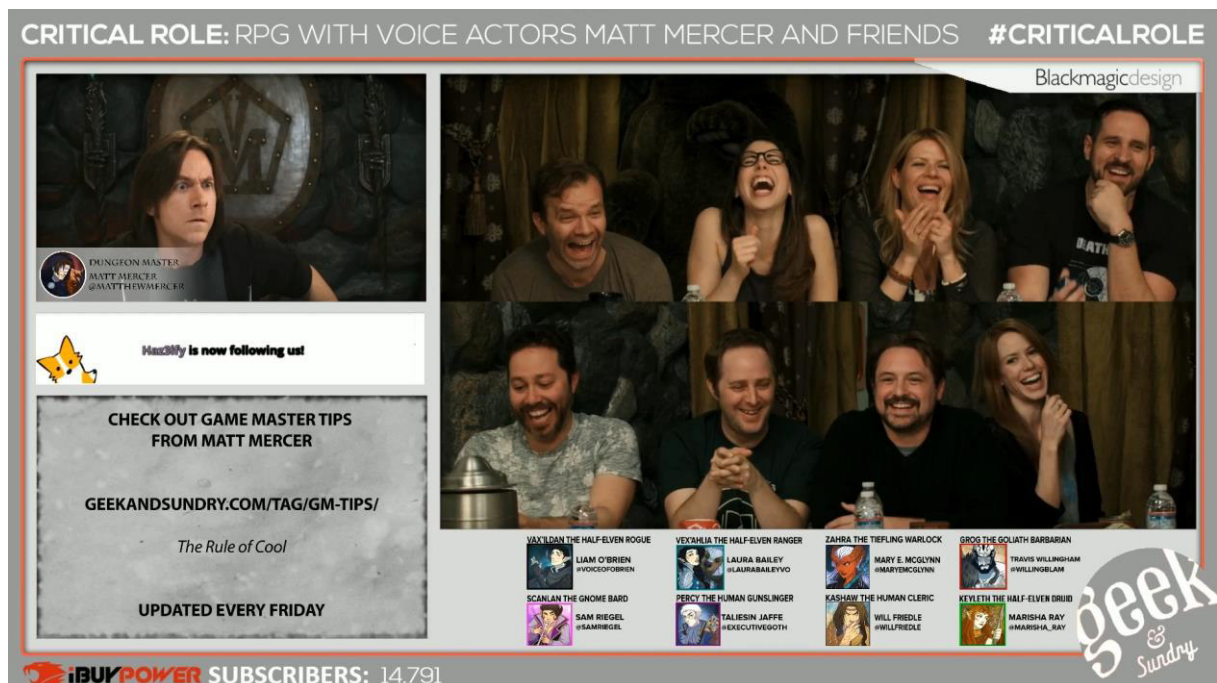 CRITICAL ROLE: RPG WITH VOICE ACTORS MATT MERCER AND FRIENDS #CRITICALROLE
Blackmagicdesign
DUNGEON MASTER
MATT MERCER
@MATTHEWMERCER
is now following us!
CHECK OUT GAME MASTER TIPS
FROM MATT MERCER
GEEKANDSUNDRY.COM/TAG/GM-TIPS/
The Rule of Cool
UPDATED EVERY FRIDAY
DEATH
VAX'ILDAN THE HALF-ELVEN ROGUE
LIAM O'BRIEN
@VOICEOFOBRIEN
VEX'AHLIA THE HALF-ELVEN RANGER
LAURA BAILEY
@LAURABAILEYVO
ZAHRA THE TIEFLING WARLOCK
MARY E. MCGLYNN
@MARYEMCGLYNN
GROG THE GOLIATH BARBARIAN
TRAVIS WILLINGHAM
@WILLINGBLAM
SCANLAN THE GNOME BARD
SAM RIEGEL
@SAMRIEGEL
PERCY THE HUMAN GUNSLINGER
TALIESIN JAFFE
@EXECUTIVEGOTH
KASHAW THE HUMAN CLERIC
WILL FRIEDLE
@WILLFRIEDLE
KEYLETH THE HALF-ELVEN DRUID
MARISHA RAY
@MARISHA_RAY
geek
&
Sundry
iBUYPOWER SUBSCRIBERS: 14,791